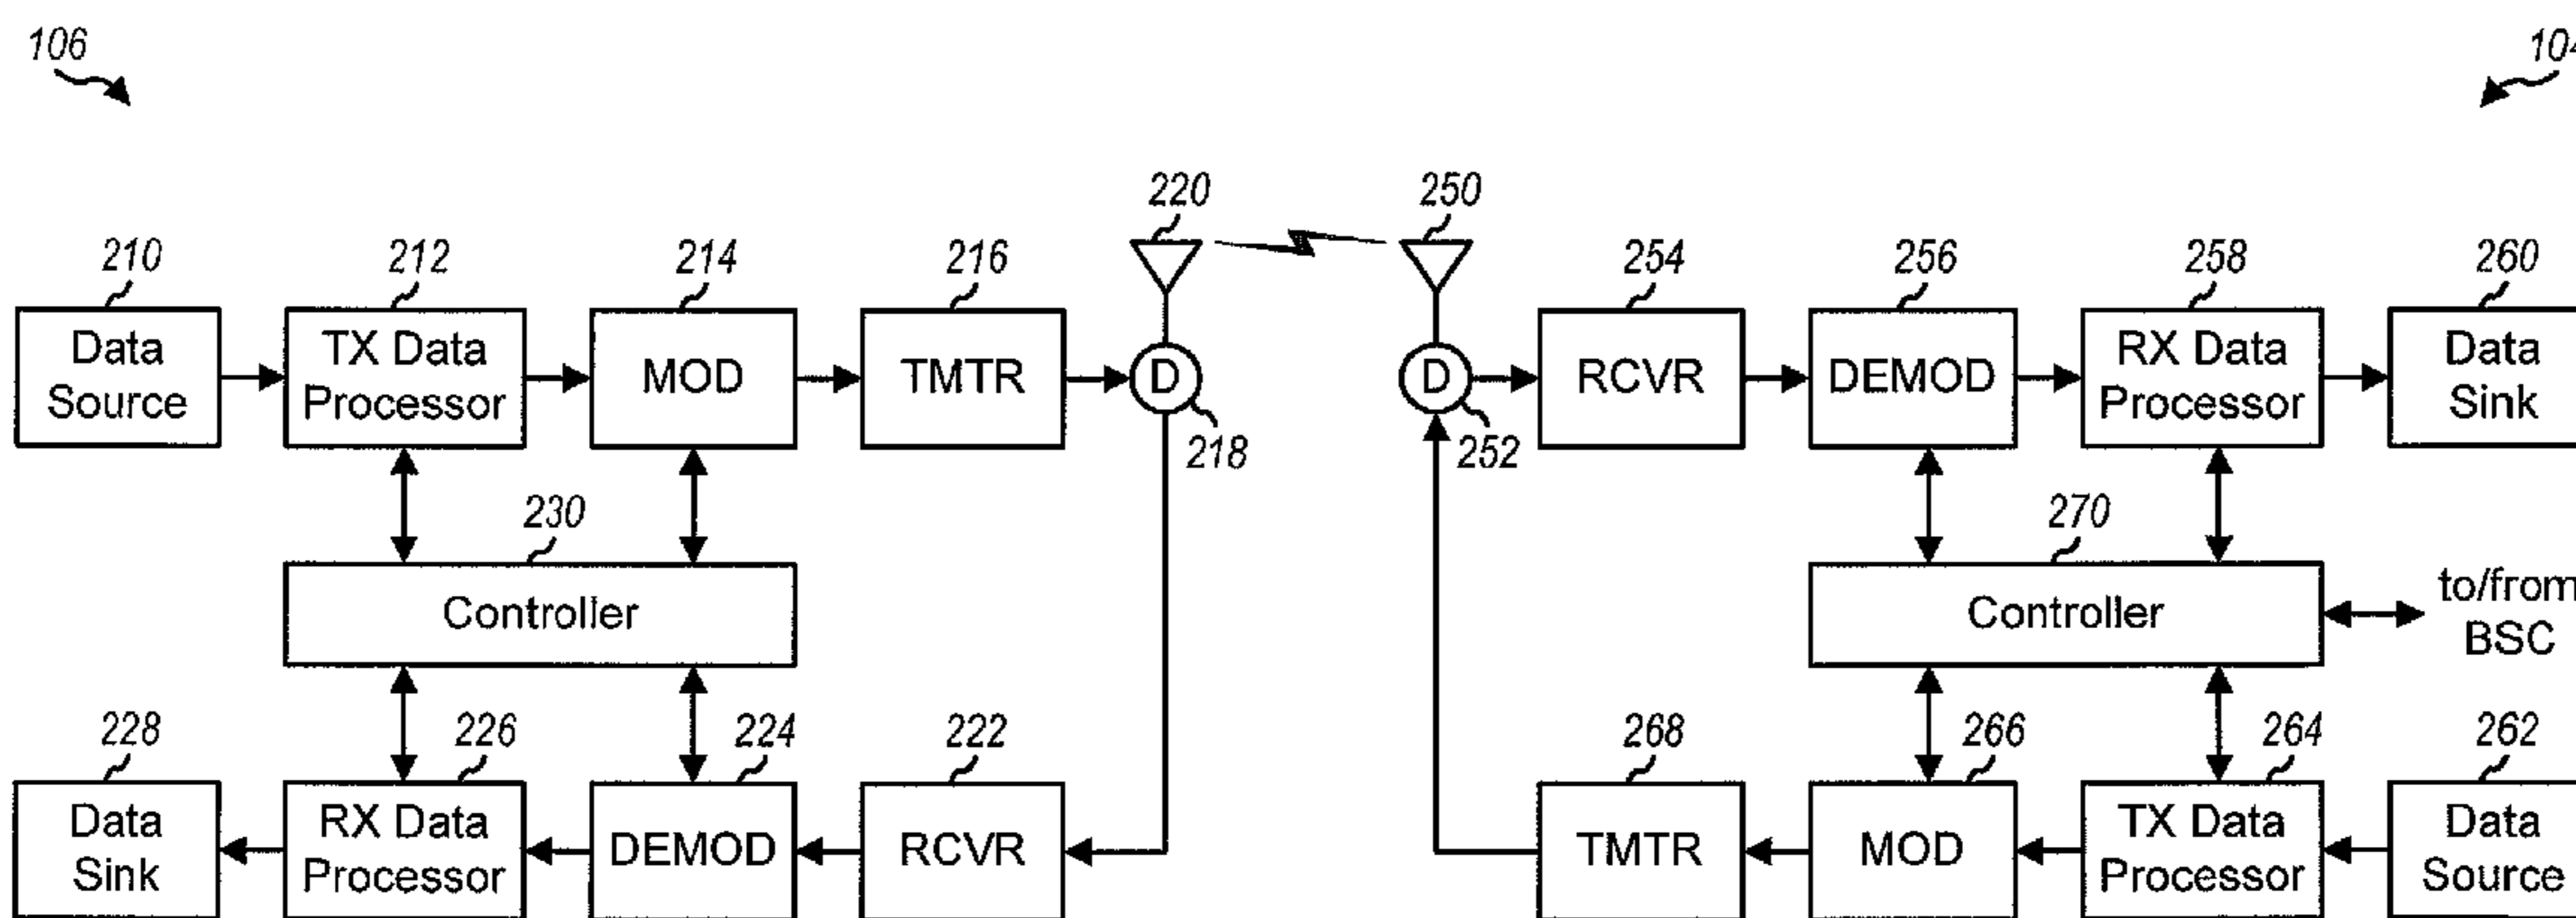 106
104
220
250
210
212
214
216
254
256
258
260
Data
Source
TX Data
Processor
MOD
TMTR
D
D
RCVR
DEMOD
RX Data
Processor
Data
Sink
218
252
230
270
Controller
Controller
to/from
BSC
228
226
224
222
268
266
264
262
Data
Sink
RX Data
Processor
DEMOD
RCVR
TMTR
MOD
TX Data
Processor
Data
Source